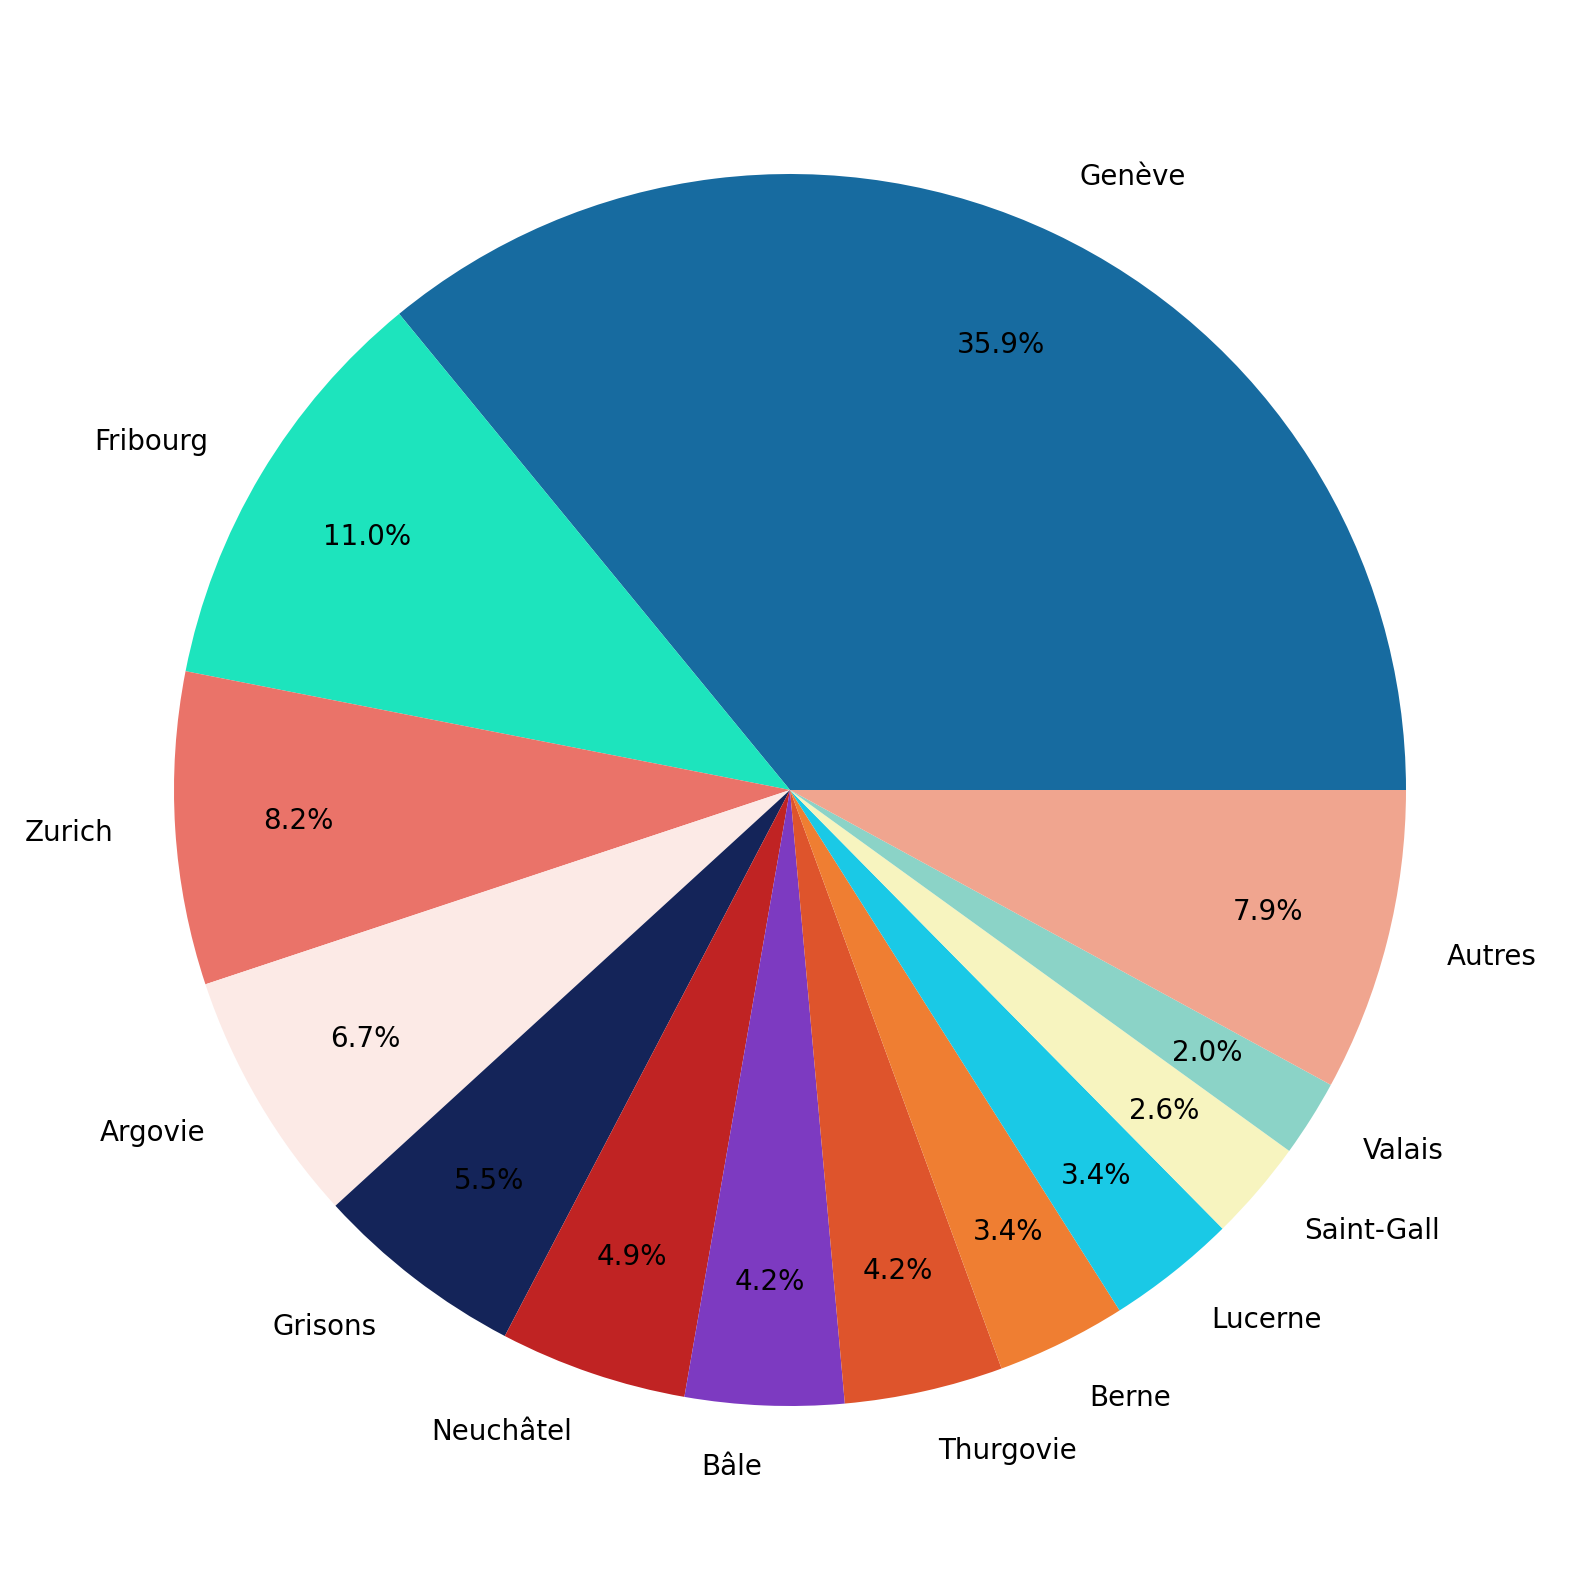 Genève
35.9%
Fribourg
11.0%
Zurich
8.2%
Argovie
6.7%
Grisons
5.5%
Neuchâtel
4.9%
Bâle
4.2%
Thurgovie
4.2%
Berne
3.4%
Lucerne
3.4%
Saint-Gall
2.6%
Valais
2.0%
Autres
7.9%